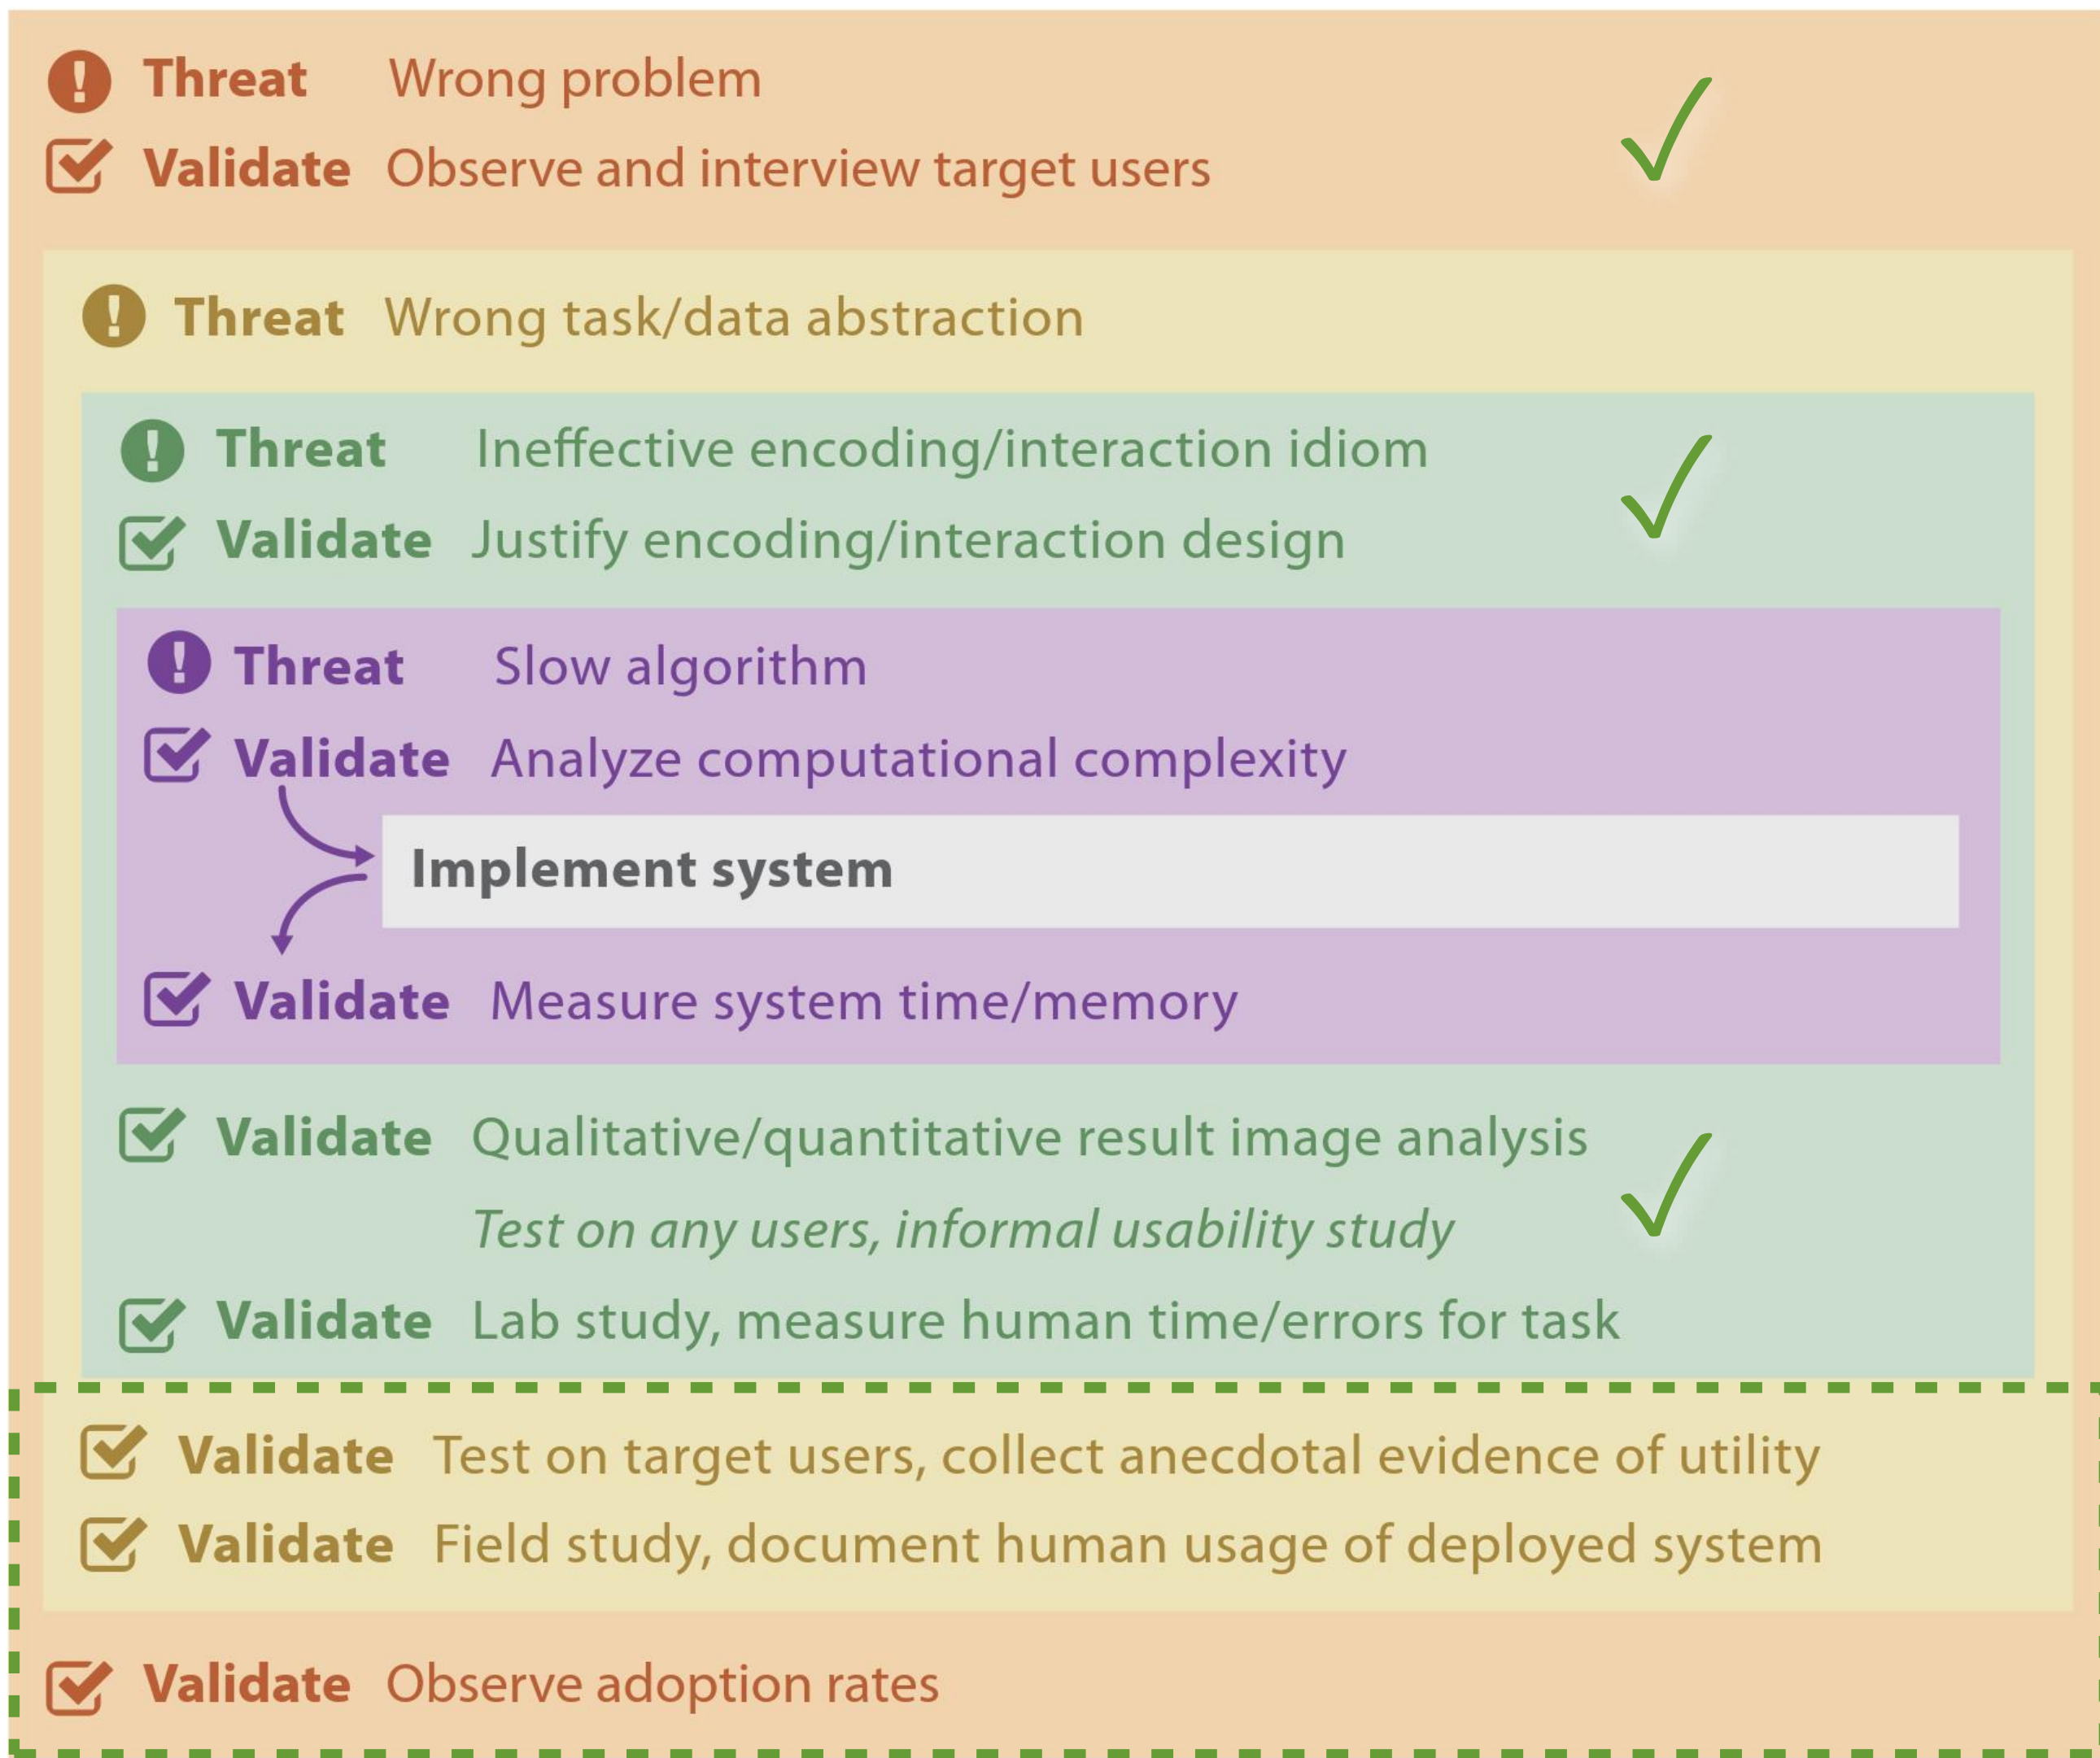 Threat Wrong problem
Validate Observe and interview target users
Threat Wrong task/data abstraction
Threat Ineffective encoding/interaction idiom
Validate Justify encoding/interaction design
Threat Slow algorithm
Validate Analyze computational complexity
Implement system
Validate Measure system time/memory
Validate Qualitative/quantitative result image analysis
Test on any users, informal usability study
Validate Lab study, measure human time/errors for task
Validate Test on target users, collect anecdotal evidence of utility
Validate Field study, document human usage of deployed system
Validate Observe adoption rates